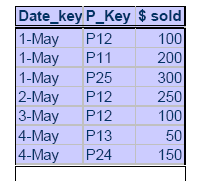 Date_key P_Key $ sold
1-May P12 100
1-May P11 200
1-May P25 300
2-May P12 250
3-May P12 100
4-May P13 50
4-May P24 150